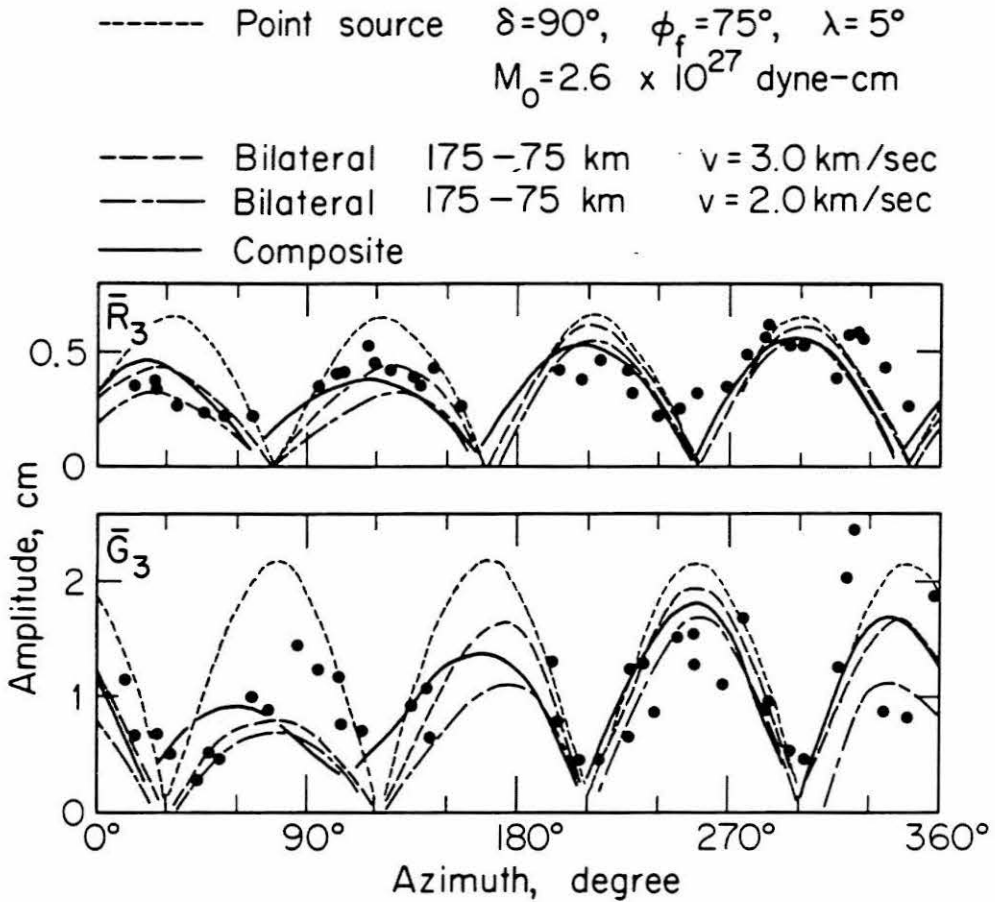 Point source δ=90°, ϕf=75°, λ=5°
M0=2.6 x 10^27 dyne-cm
Bilateral 175-75 km v=3.0 km/sec
Bilateral 175-75 km v=2.0 km/sec
Composite
R̄3
0.5
0
Amplitude, cm
Ḡ3
2
1
0
0° 90° 180° 270° 360°
Azimuth, degree